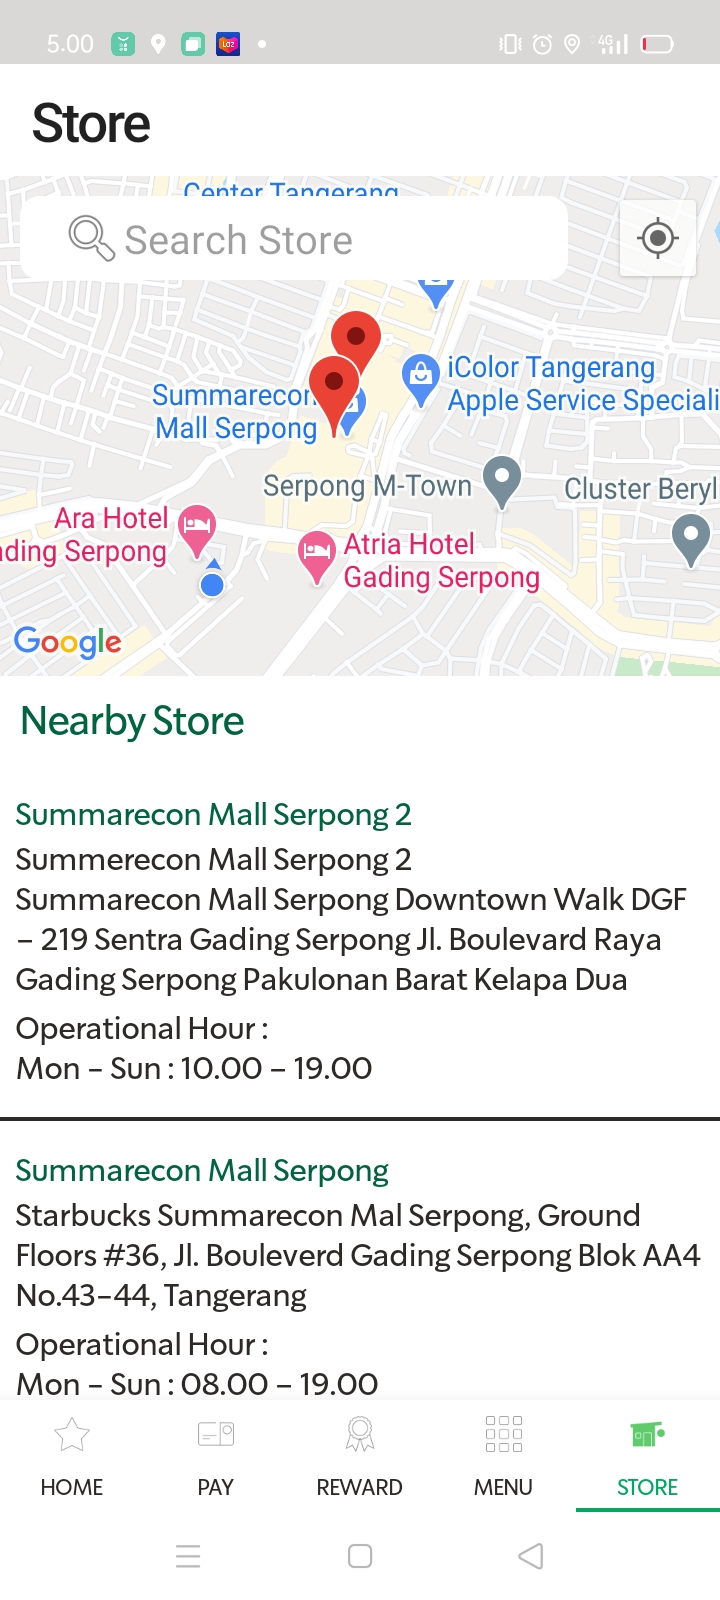 5.00
Laz
4G
Store
Center Tangerang
Search Store
iColor Tangerang
Apple Service Speciali
Summarecon
Mall Serpong
Serpong M-Town
Cluster Beryl
Ara Hotel
ading Serpong
Atria Hotel
Gading Serpong
Google
Nearby Store
Summarecon Mall Serpong 2
Summerecon Mall Serpong 2
Summarecon Mall Serpong Downtown Walk DGF
– 219 Sentra Gading Serpong Jl. Boulevard Raya
Gading Serpong Pakulonan Barat Kelapa Dua
Operational Hour :
Mon – Sun : 10.00 – 19.00
Summarecon Mall Serpong
Starbucks Summarecon Mal Serpong, Ground
Floors #36, Jl. Bouleverd Gading Serpong Blok AA4
No.43–44, Tangerang
Operational Hour :
Mon – Sun : 08.00 – 19.00
HOME
PAY
REWARD
MENU
STORE